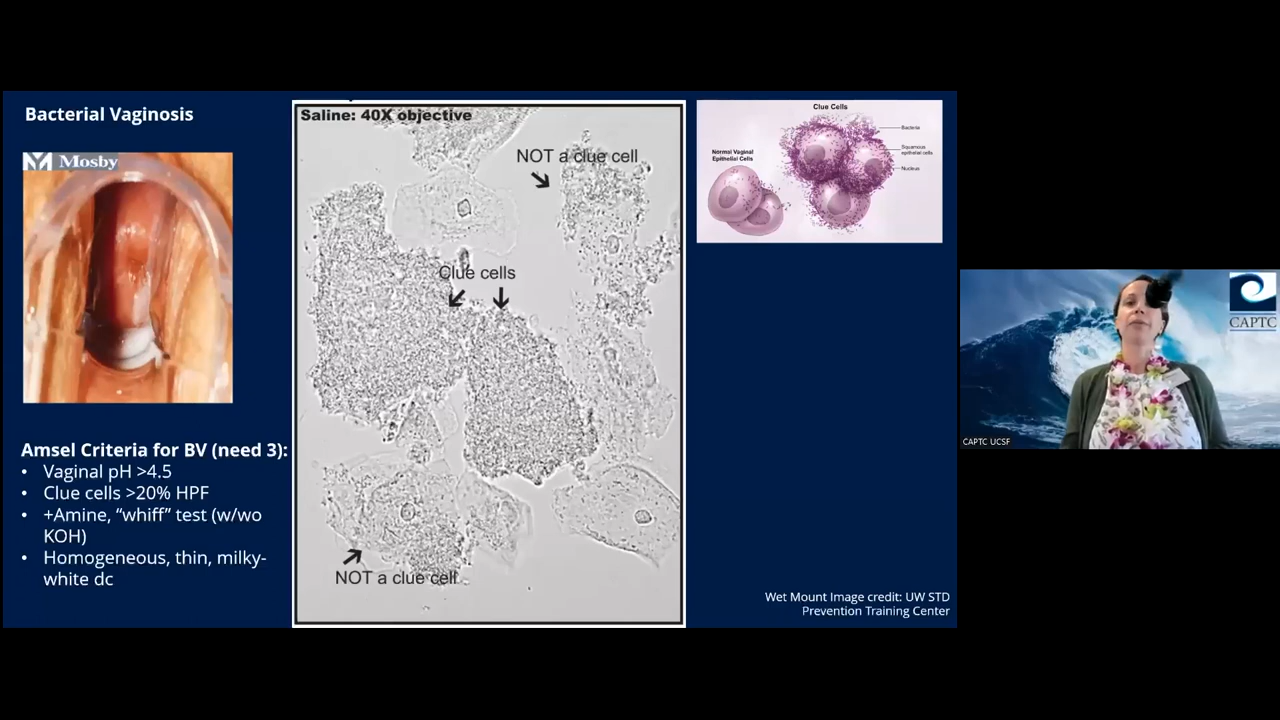 Bacterial Vaginosis
Mosby
Amsel Criteria for BV (need 3):
• Vaginal pH >4.5
• Clue cells >20% HPF
• +Amine, “whiff” test (w/wo
KOH)
• Homogeneous, thin, milky-
white dc
Saline: 40X objective
NOT a clue cell
Clue cells
NOT a clue cell
Clue Cells
Bacteria
Squamous
epithelial cells
Nucleus
Normal Vaginal
Epithelial Cells
Wet Mount Image credit: UW STD
Prevention Training Center
CAPTC
CAPTC UCSF